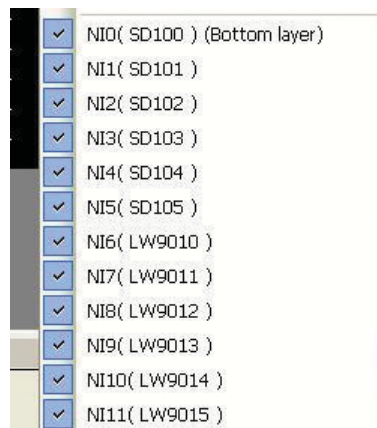 NI0( SD100 ) (Bottom layer)
NI1( SD101 )
NI2( SD102 )
NI3( SD103 )
NI4( SD104 )
NI5( SD105 )
NI6( LW9010 )
NI7( LW9011 )
NI8( LW9012 )
NI9( LW9013 )
NI10( LW9014 )
NI11( LW9015 )